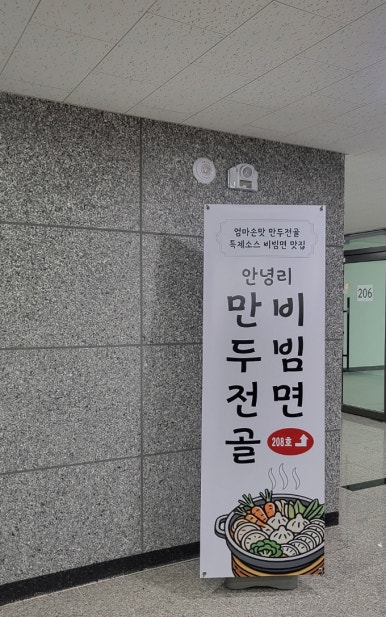 엄마손맛 만두전골
특제소스 비빔면 맛집
안녕리
만두전골
비빔면
208호
206